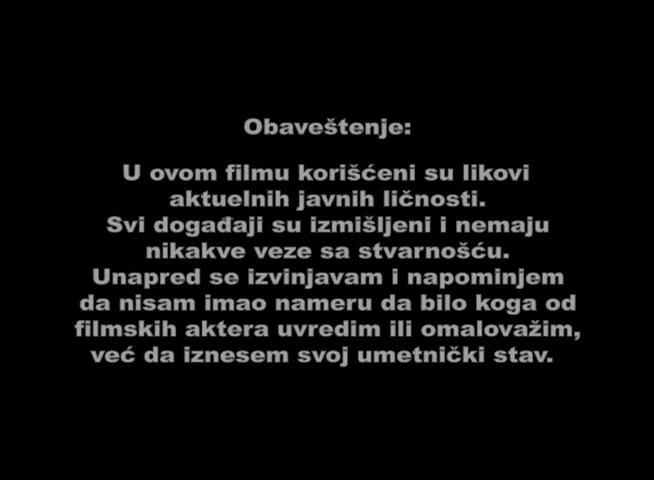 Obaveštenje:
U ovom filmu korišćeni su likovi
aktuelnih javnih ličnosti.
Svi događaji su izmišljeni i nemaju
nikakve veze sa stvarnošću.
Unapred se izvinjavam i napominjem
da nisam imao nameru da bilo koga od
filmskih aktera uvredim ili omalovažim,
već da iznesem svoj umetnički stav.